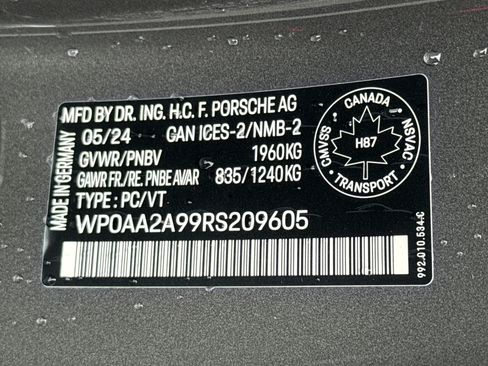 MFD BY DR. ING. H.C. F. PORSCHE AG
05/24 CAN ICES-2/NMB-2
GVWR/PNBV 1960KG
GAWR FR./RE. PNBE AV/AR 835/1240KG
TYPE : PC/VT
WP0AA2A99RS209605
MADE IN GERMANY
CANADA
CMVSS
NSVAC
H87
TRANSPORT
992.010.534.C